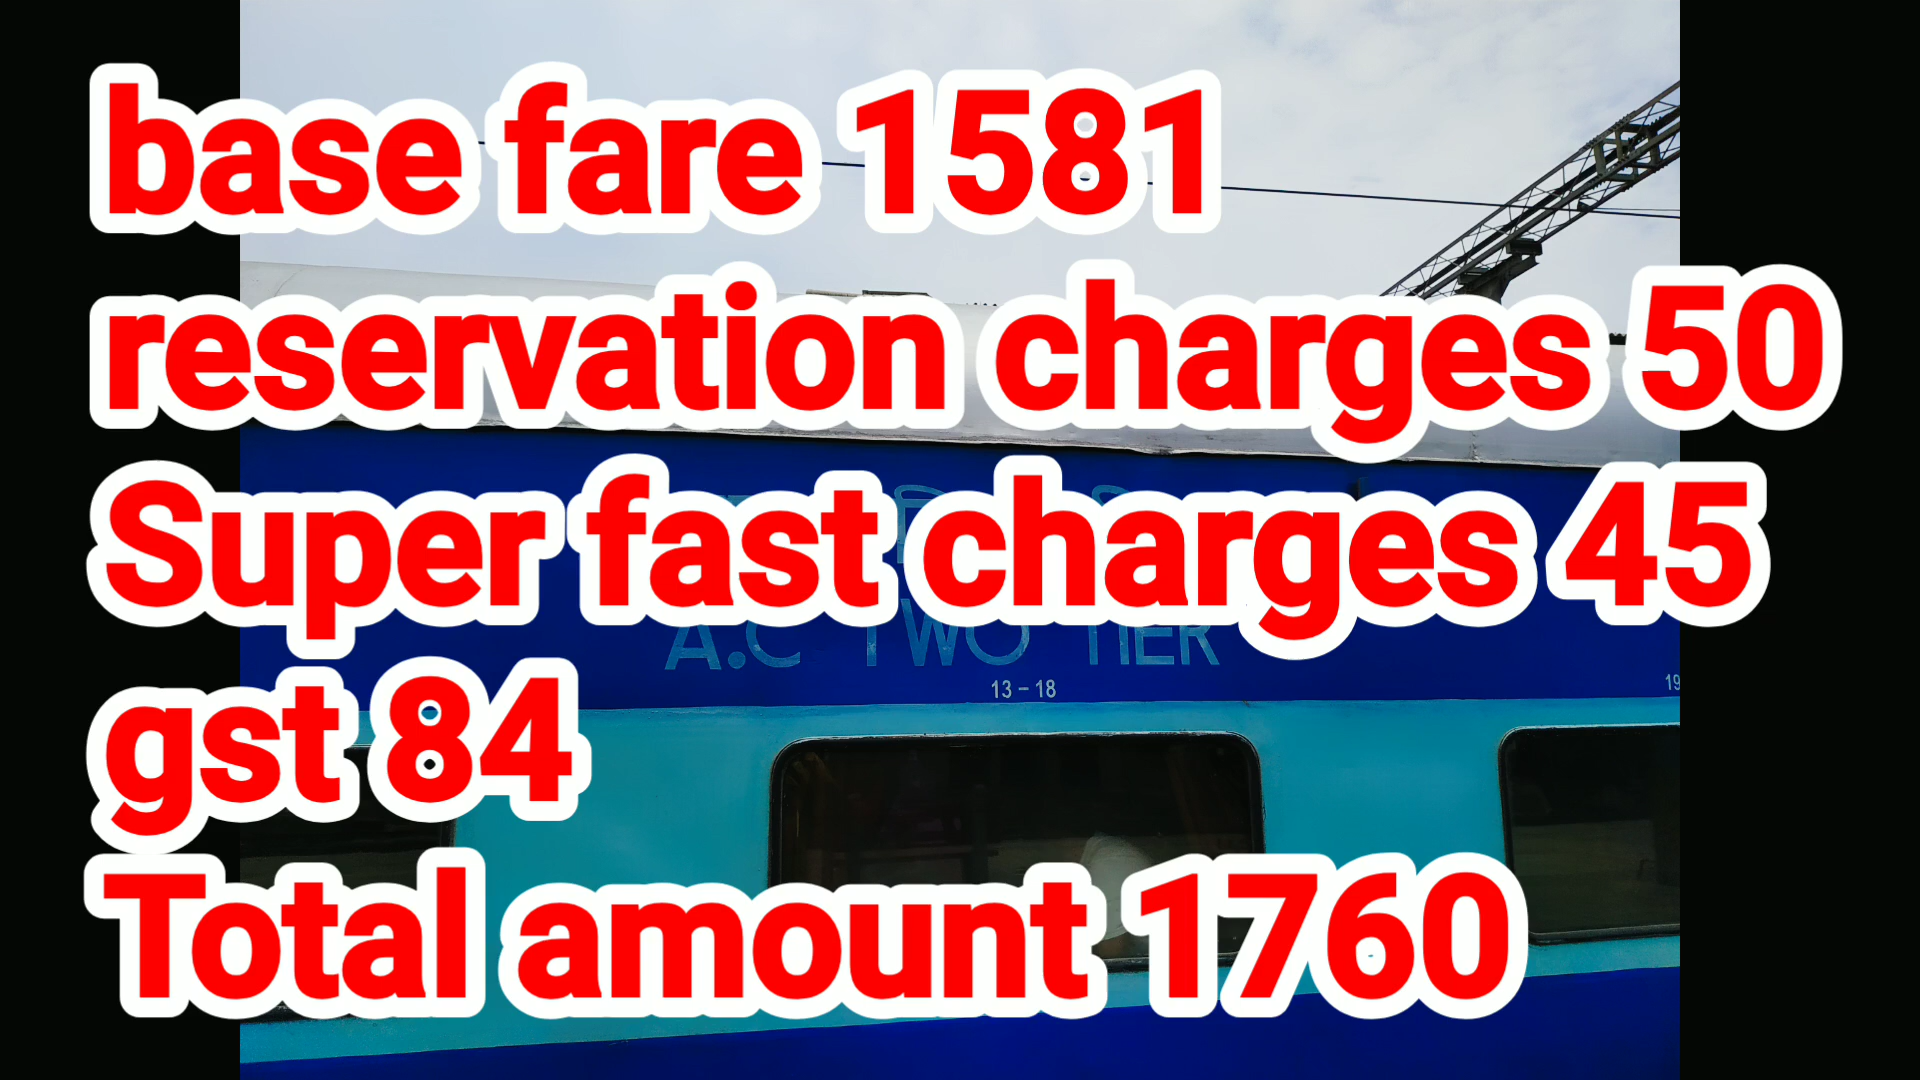 base fare 1581
reservation charges 50
Super fast charges 45
A.C TWO TIER
13 - 18
19
gst 84
Total amount 1760